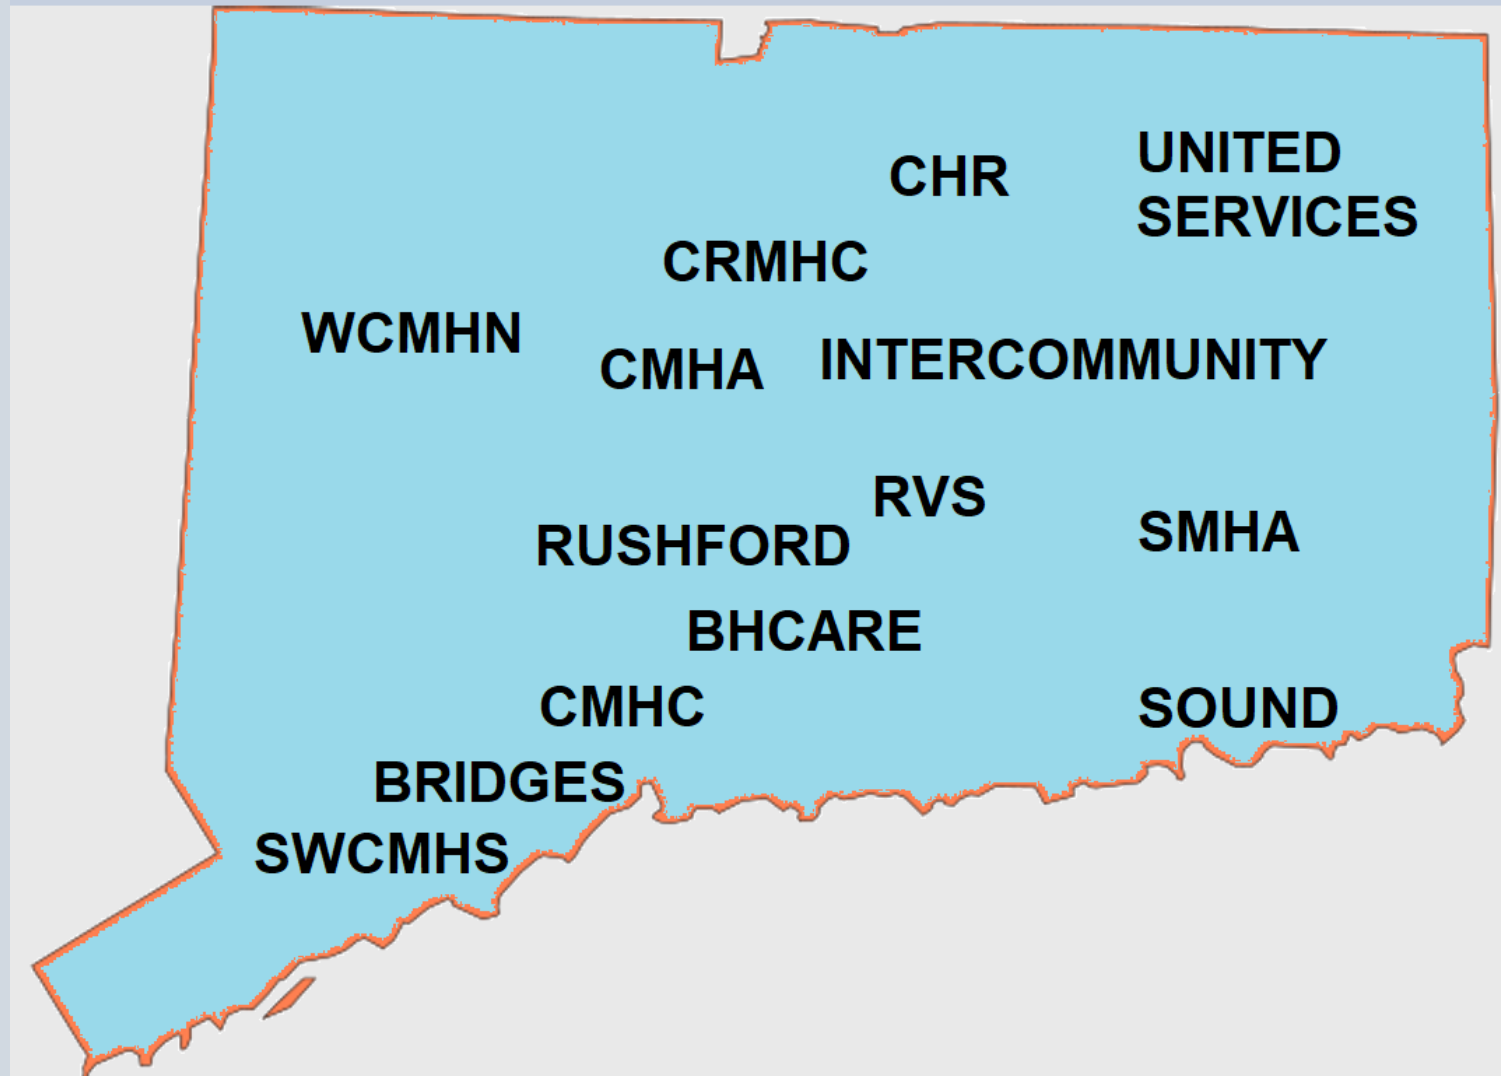 UNITED
SERVICES
CHR
CRMHC
WCMHN
CMHA
INTERCOMMUNITY
RVS
RUSHFORD
SMHA
BHCARE
CMHC
SOUND
BRIDGES
SWCMHS